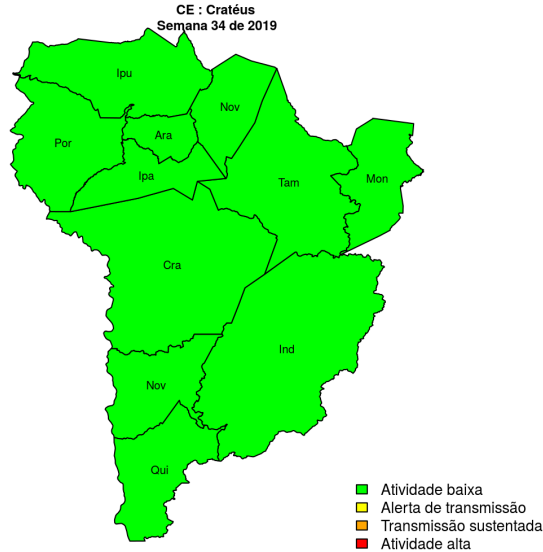 CE : Cratéus
Semana 34 de 2019
Ipu
Nov
Por
Ara
Ipa
Tam
Mon
Cra
Ind
Nov
Qui
Atividade baixa
Alerta de transmissão
Transmissão sustentada
Atividade alta